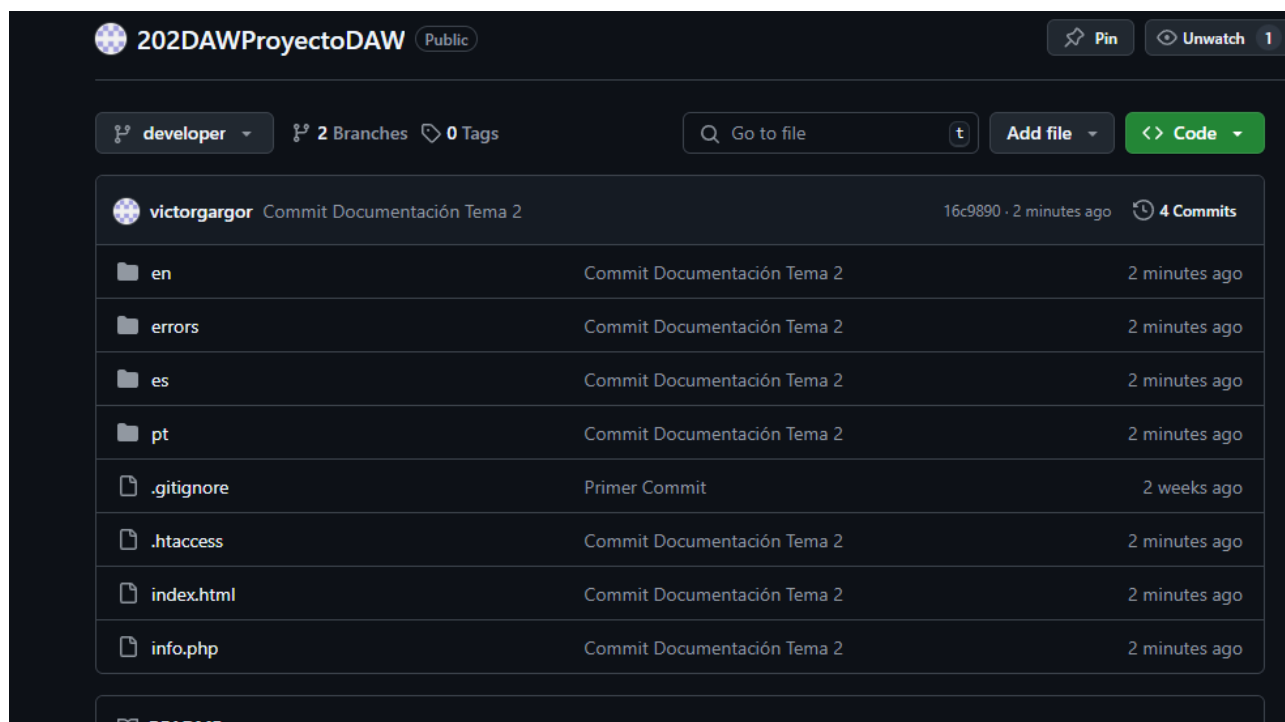 202DAWProyectoDAW Public Pin Unwatch 1
developer 2 Branches 0 Tags Go to file t Add file <> Code
victorgargor Commit Documentación Tema 2 16c9890 · 2 minutes ago 4 Commits
en Commit Documentación Tema 2 2 minutes ago
errors Commit Documentación Tema 2 2 minutes ago
es Commit Documentación Tema 2 2 minutes ago
pt Commit Documentación Tema 2 2 minutes ago
.gitignore Primer Commit 2 weeks ago
.htaccess Commit Documentación Tema 2 2 minutes ago
index.html Commit Documentación Tema 2 2 minutes ago
info.php Commit Documentación Tema 2 2 minutes ago